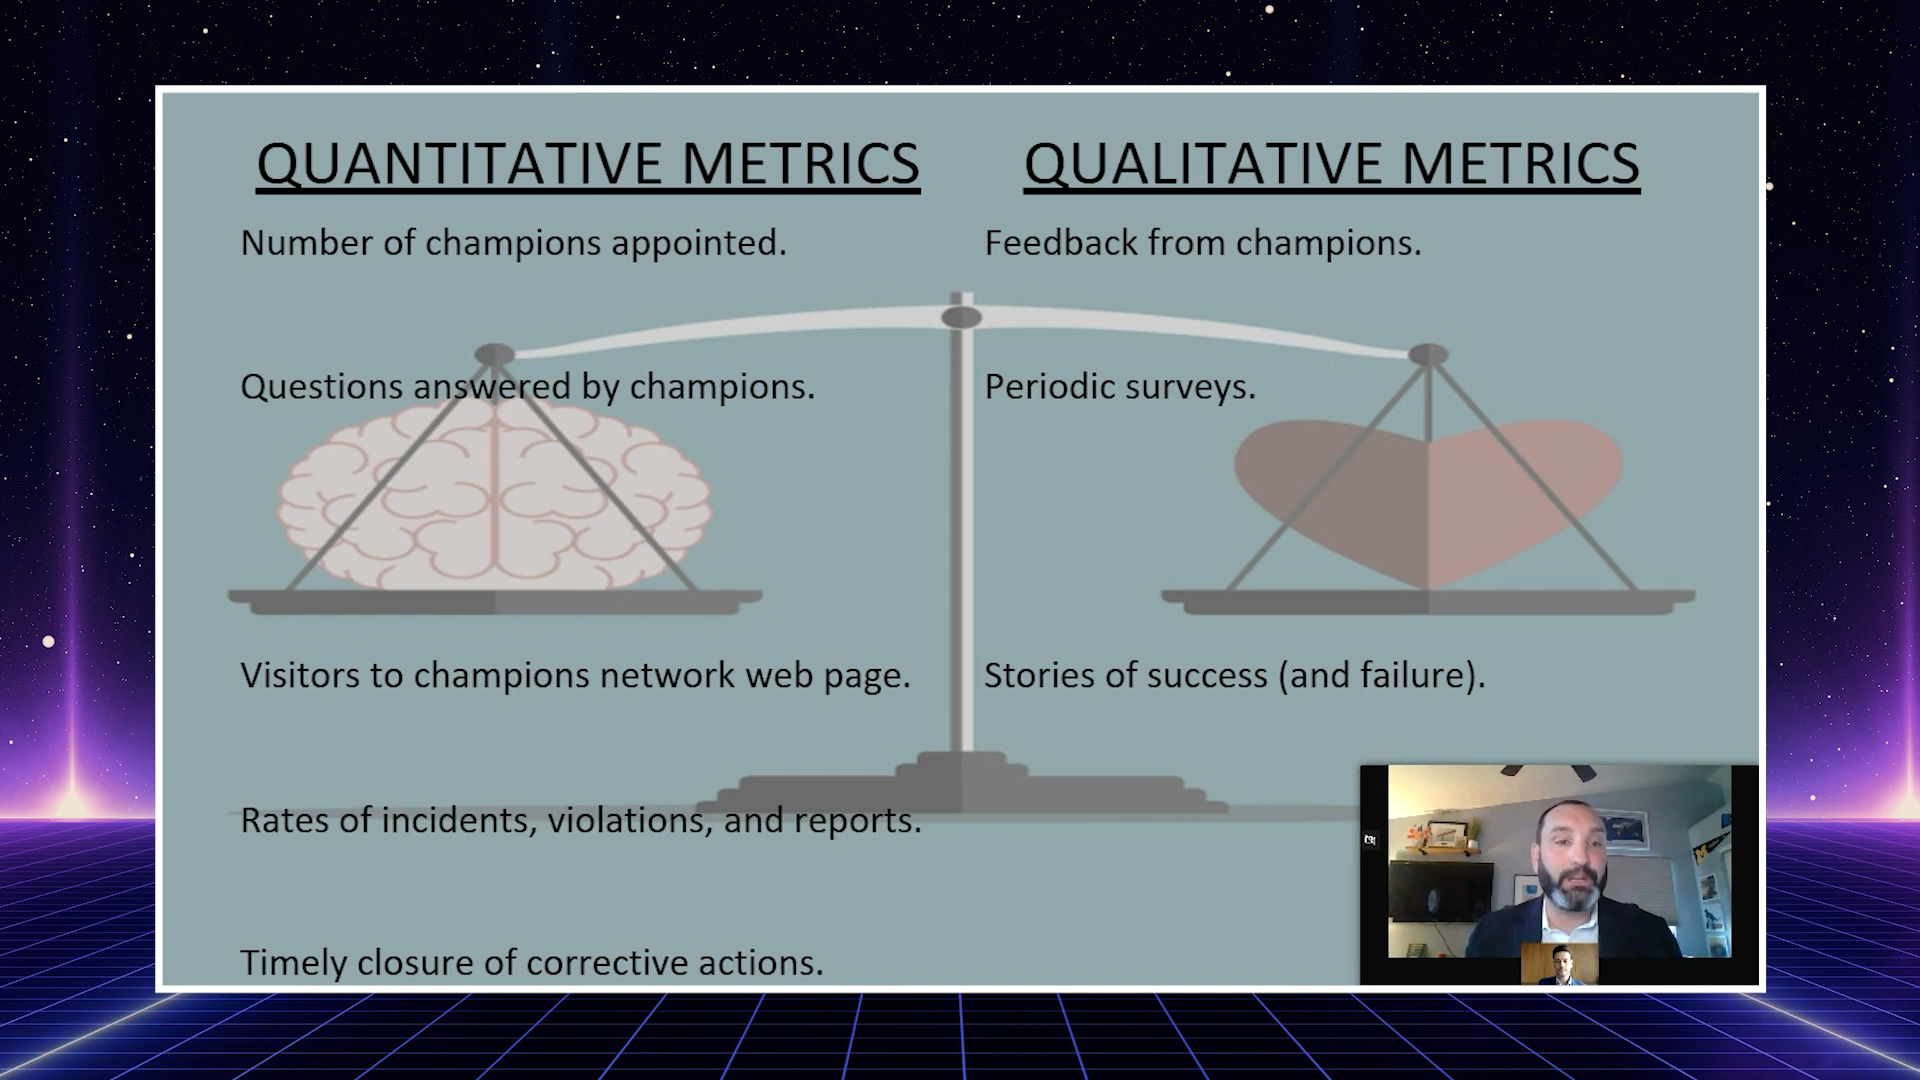 QUANTITATIVE METRICS
Number of champions appointed.
Questions answered by champions.
Visitors to champions network web page.
Rates of incidents, violations, and reports.
Timely closure of corrective actions.
QUALITATIVE METRICS
Feedback from champions.
Periodic surveys.
Stories of success (and failure).
M